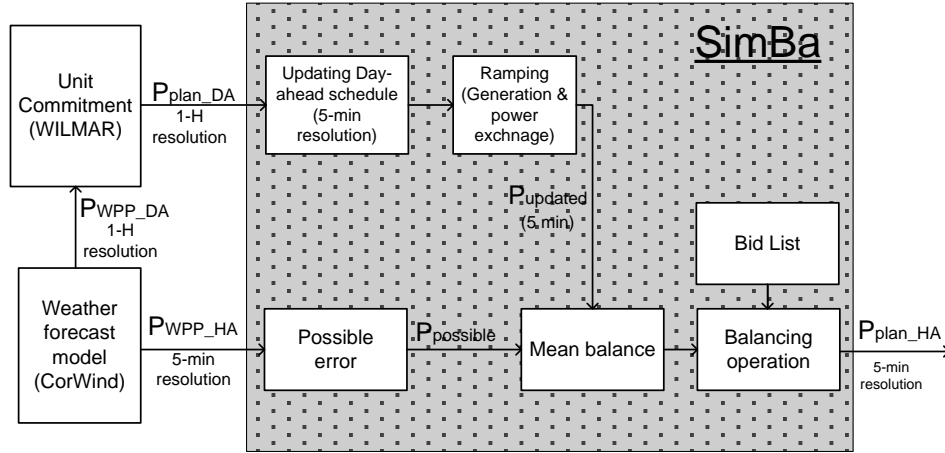 SimBa
Unit
Commitment
(WILMAR)
Pplan_DA
1-H
resolution
Updating Day-
ahead schedule
(5-min
resolution)
Ramping
(Generation &
power
exchnage)
PWPP_DA
1-H
resolution
Pupdated
(5 min)
Bid List
Weather
forecast
model
(CorWind)
PWPP_HA
5-min
resolution
Possible
error
Ppossible
Mean balance
Balancing
operation
Pplan_HA
5-min
resolution